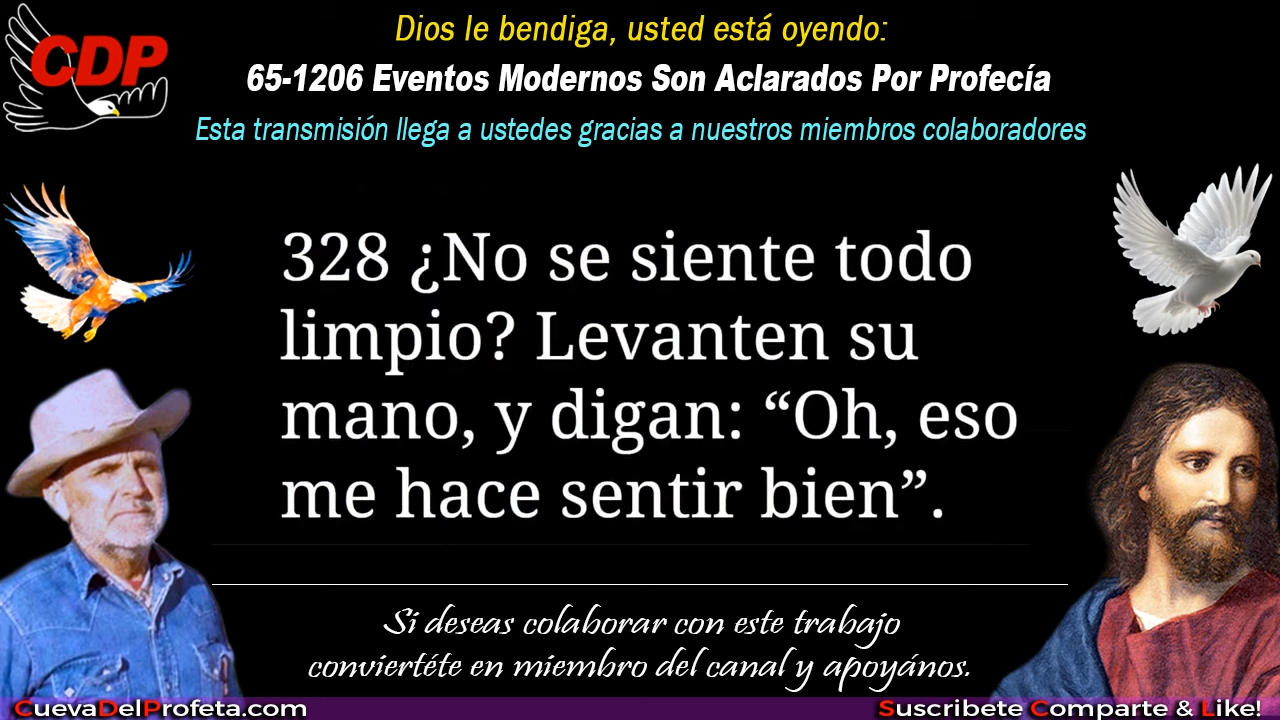 CDP
Dios le bendiga, usted está oyendo:
65-1206 Eventos Modernos Son Aclarados Por Profecía
Esta transmisión llega a ustedes gracias a nuestros miembros colaboradores
328 ¿No se siente todo
limpio? Levanten su
mano, y digan: “Oh, eso
me hace sentir bien”.
Si deseas colaborar con este trabajo
conviertéte en miembro del canal y apoyános.
CuevaDelProfeta.com
Suscribete Comparte & Like!